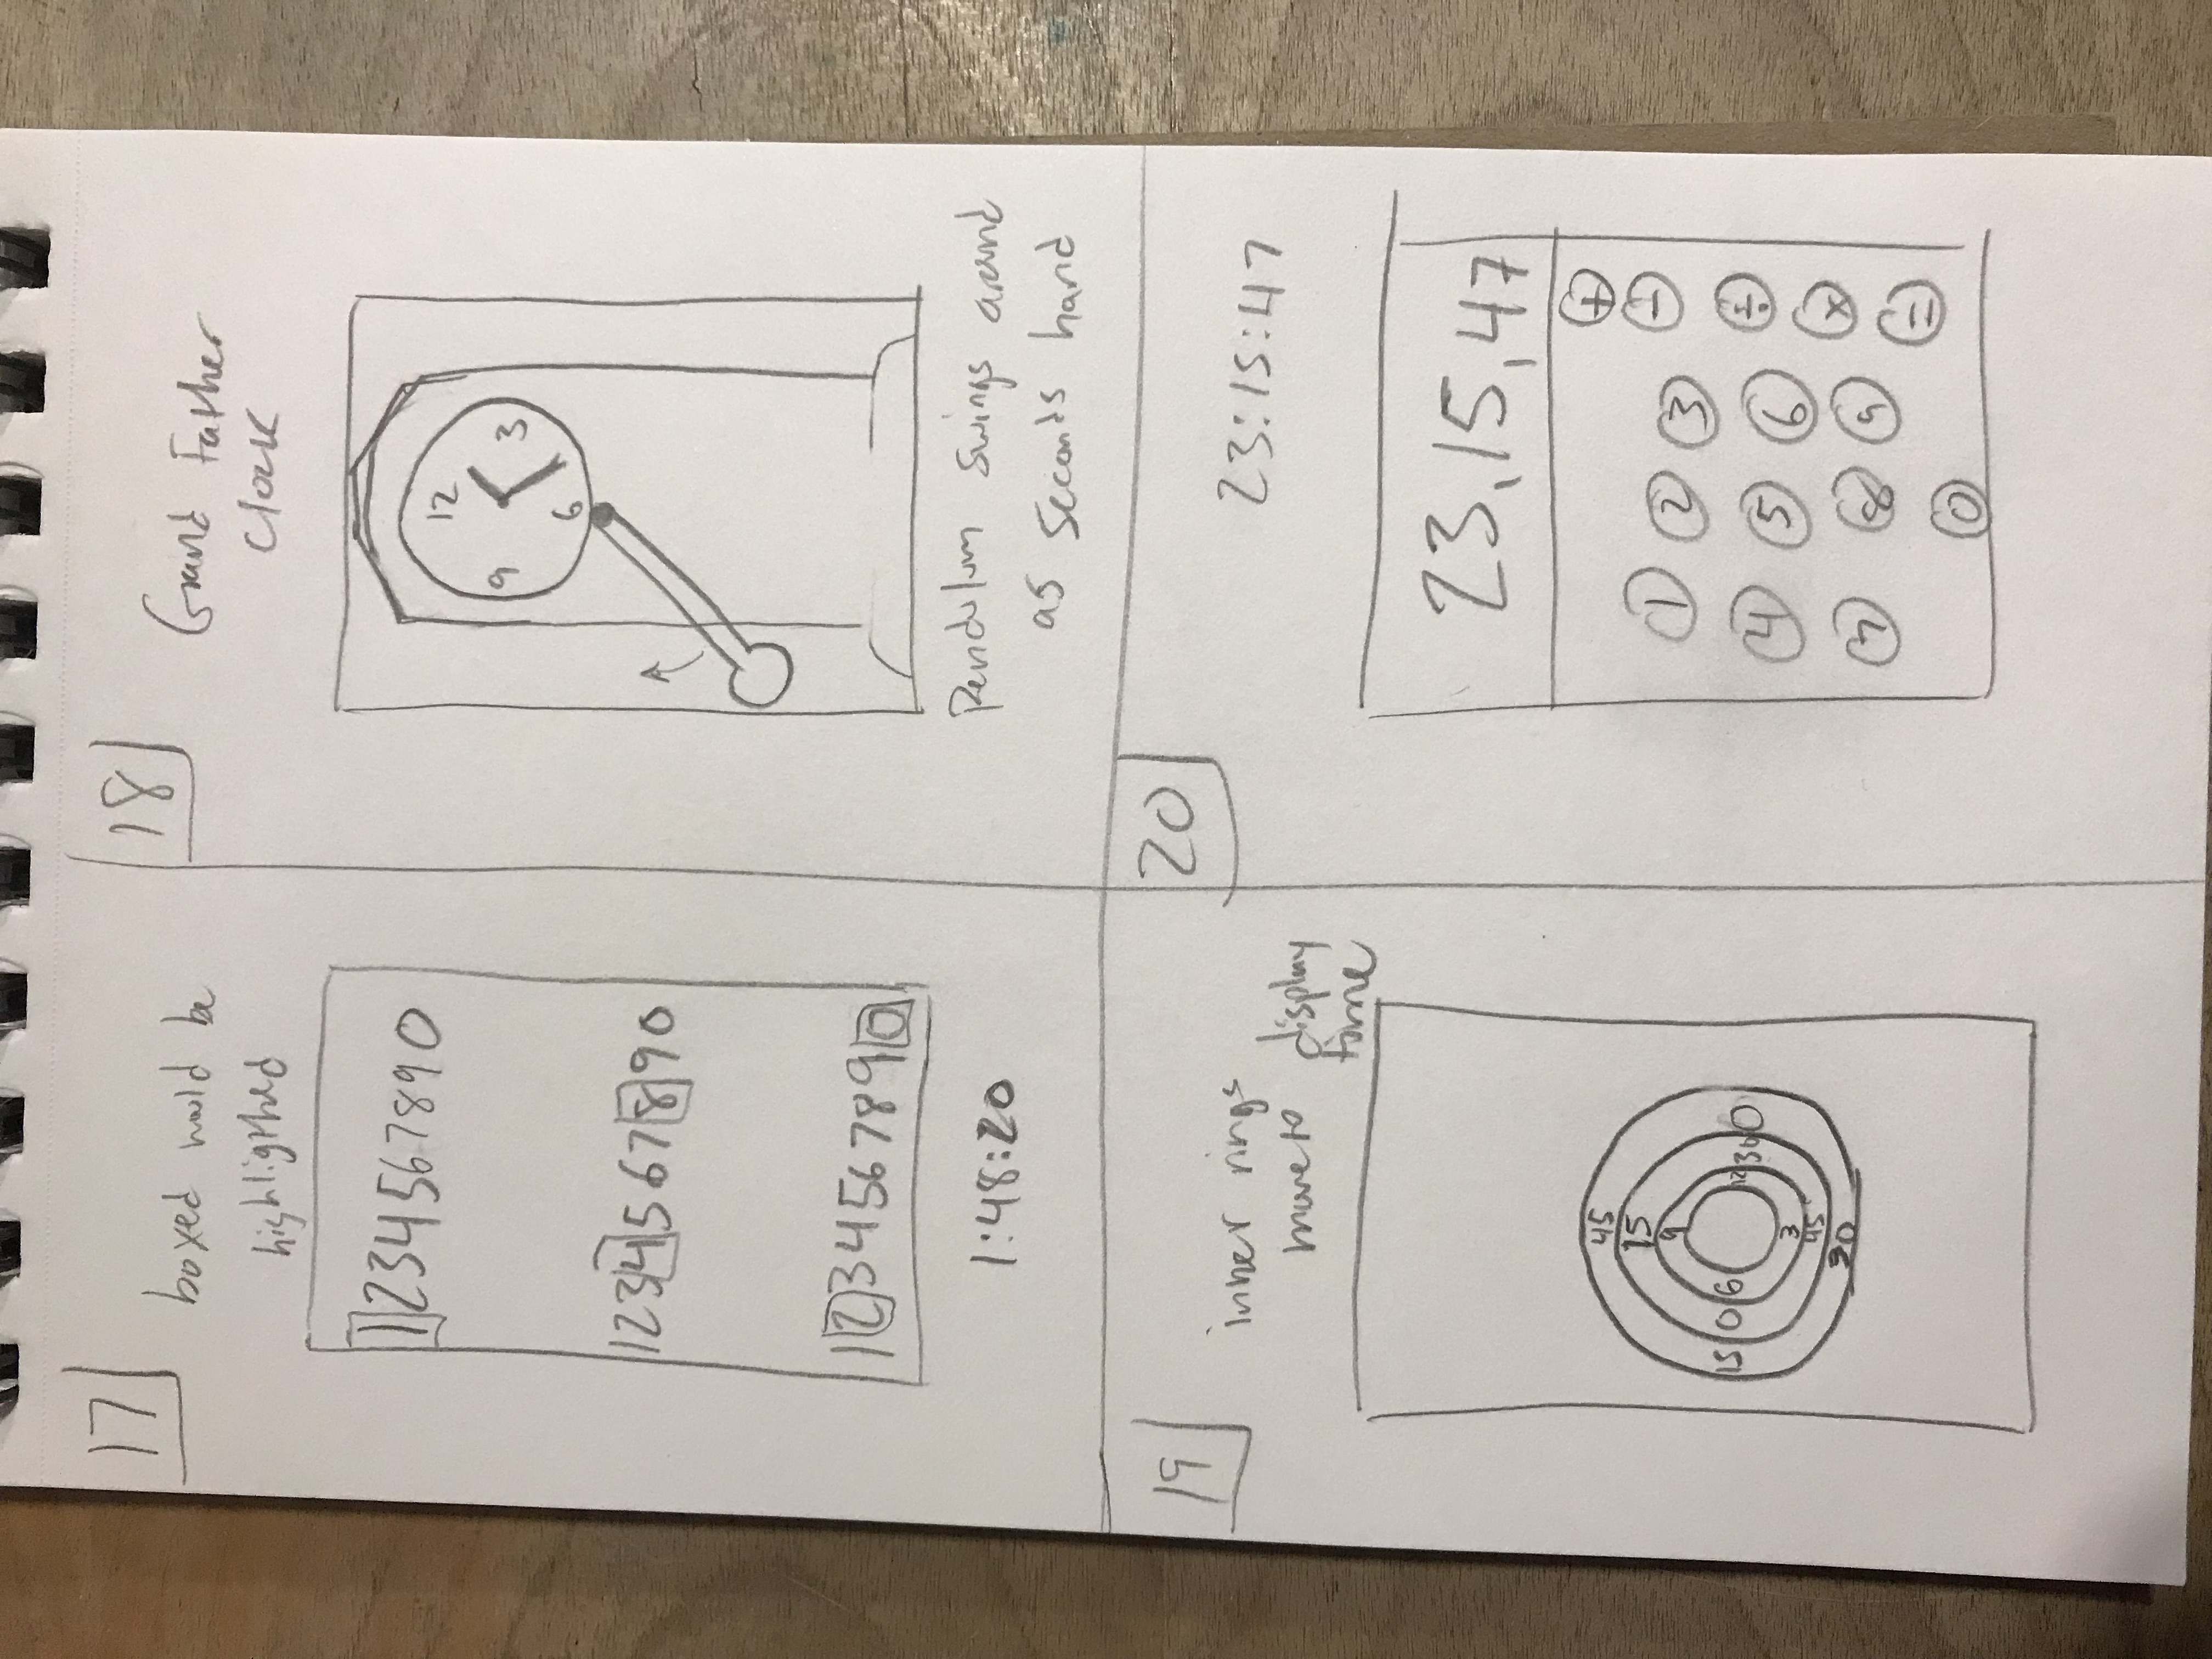 17
boxed would be
highligthed
1234567890
1234567890
1234567890
1:48:20
18
Grand Father
Clock
12
9
3
6
Pendulum swings around
as seconds hand
19
inner rings
move to display
time
45
15
9
15 0 6 12 30 0
3
45
30
20
23:15:47
23,15,47
+
1 2 3 -
4 5 6 ÷
x
7 8 9
=
0